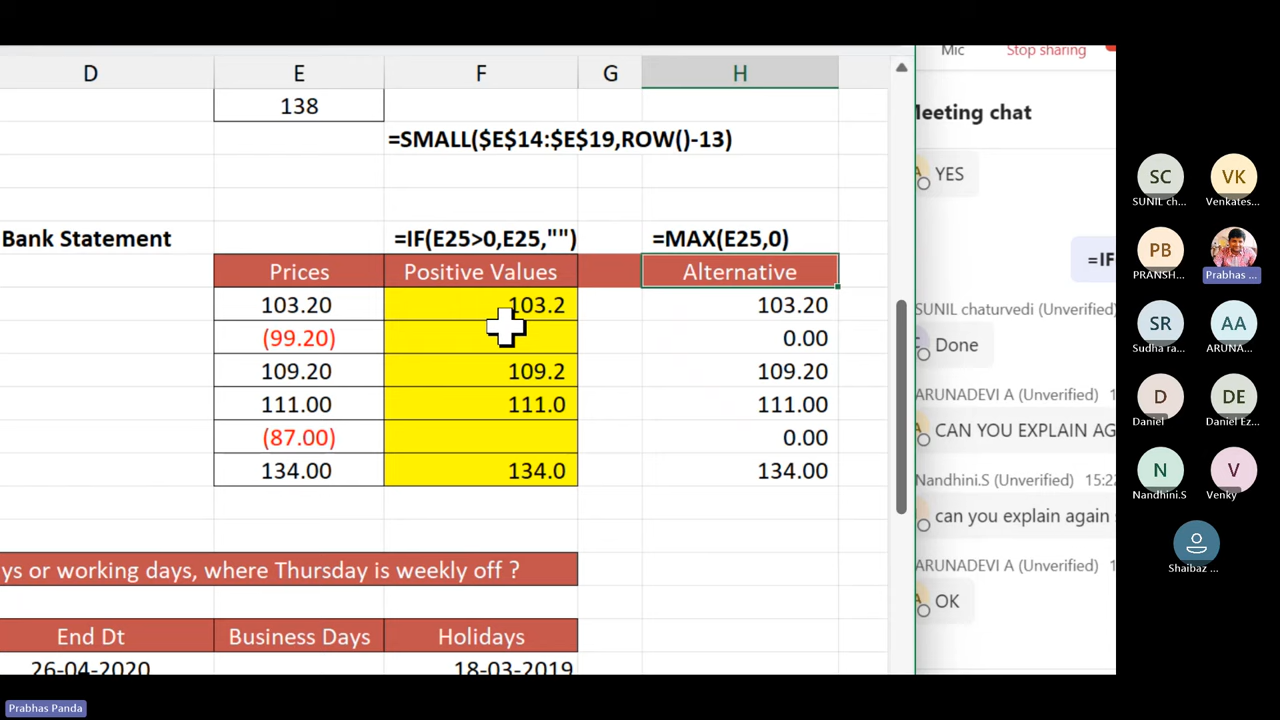 D E F G H
138
=SMALL($E$14:$E$19,ROW()-13)
Bank Statement =IF(E25>0,E25,"") =MAX(E25,0)
Prices Positive Values Alternative
103.20 103.2 103.20
(99.20) 0.00
109.20 109.2 109.20
111.00 111.0 111.00
(87.00) 0.00
134.00 134.0 134.00
ys or working days, where Thursday is weekly off ?
End Dt Business Days Holidays
26-04-2020 18-03-2019
Mic Stop sharing
Meeting chat
YES
=IF
SUNIL chaturvedi (Unverified)
Done
ARUNADEVI A (Unverified) 1
CAN YOU EXPLAIN AG
Nandhini.S (Unverified) 15:22
can you explain again
ARUNADEVI A (Unverified)
OK
SC VK
SUNIL ch... Venkates...
PB
PRANSH... Prabhas ...
SR AA
Sudha ra... ARUNA...
D DE
Daniel Daniel Ez...
N V
Nandhini.S Venky
Shaibaz ...
Prabhas Panda